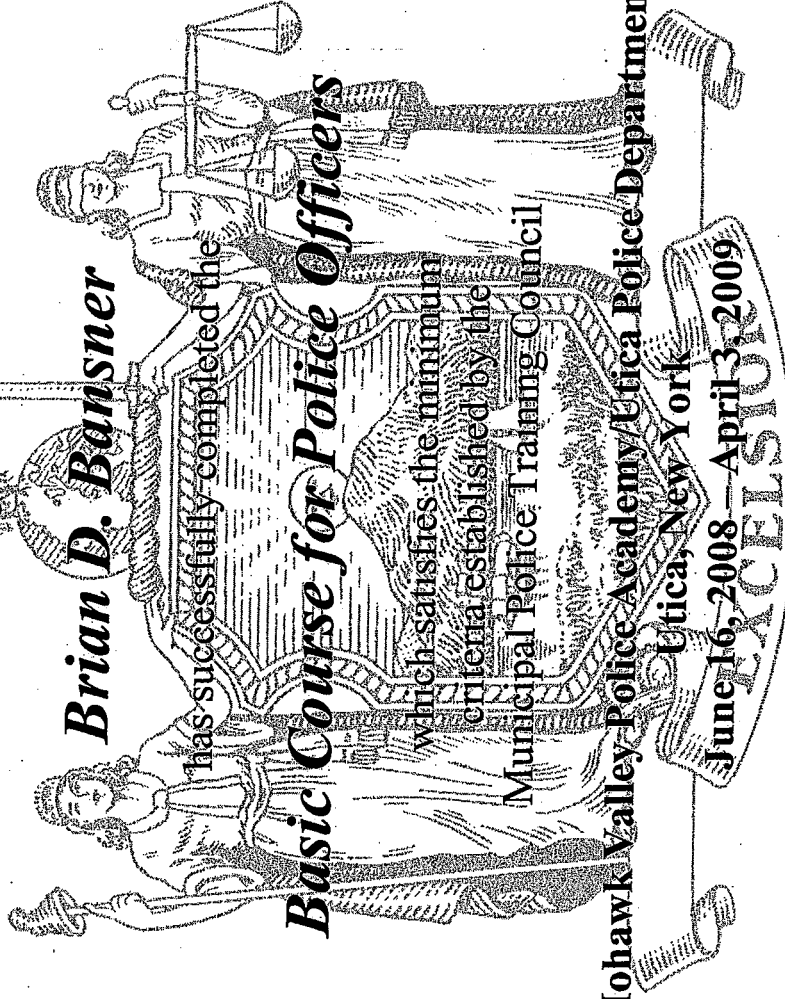 Brian D. Bansner
has successfully completed the
Basic Course for Police Officers
which satisfies the minimum
criteria established by the
Municipal Police Training Council
Mohawk Valley Police Academy/Utica Police Department
Utica, New York
June 16, 2008 – April 3, 2009
EXCELSIOR